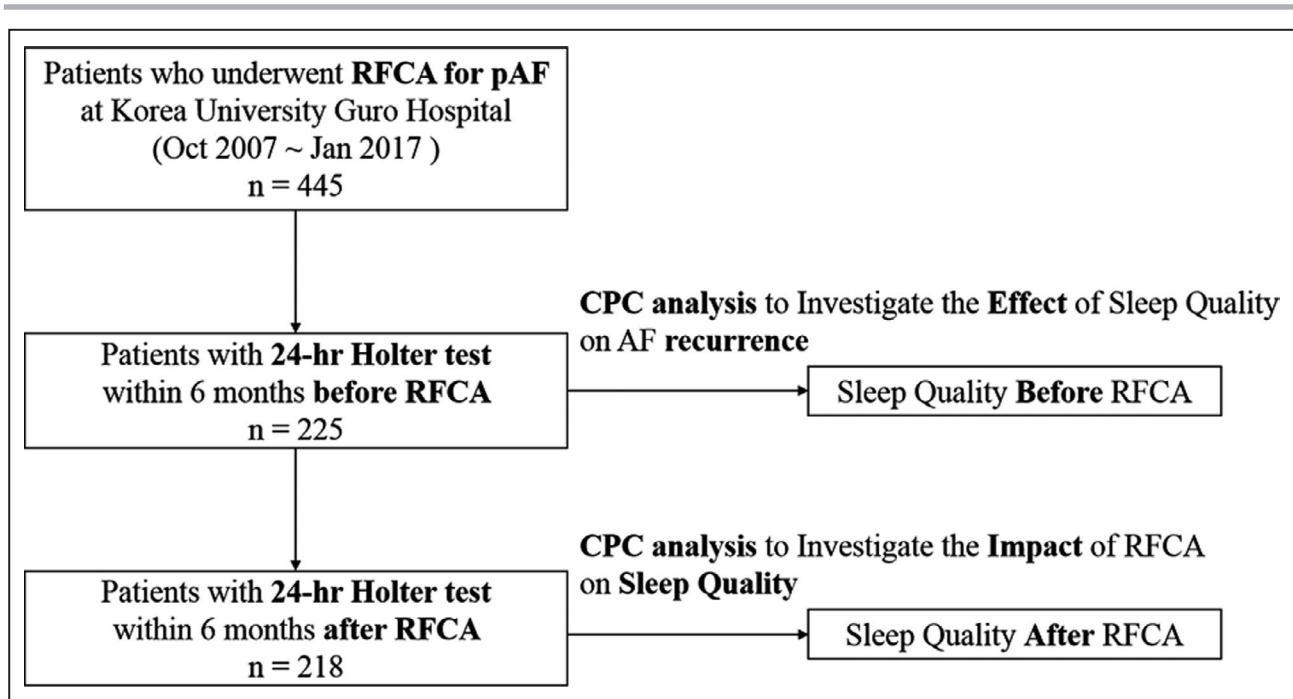 Patients who underwent RFCA for pAF
at Korea University Guro Hospital
(Oct 2007 ~ Jan 2017 )
n = 445
CPC analysis to Investigate the Effect of Sleep Quality
on AF recurrence
Patients with 24-hr Holter test
within 6 months before RFCA
n = 225
Sleep Quality Before RFCA
CPC analysis to Investigate the Impact of RFCA
on Sleep Quality
Patients with 24-hr Holter test
within 6 months after RFCA
n = 218
Sleep Quality After RFCA